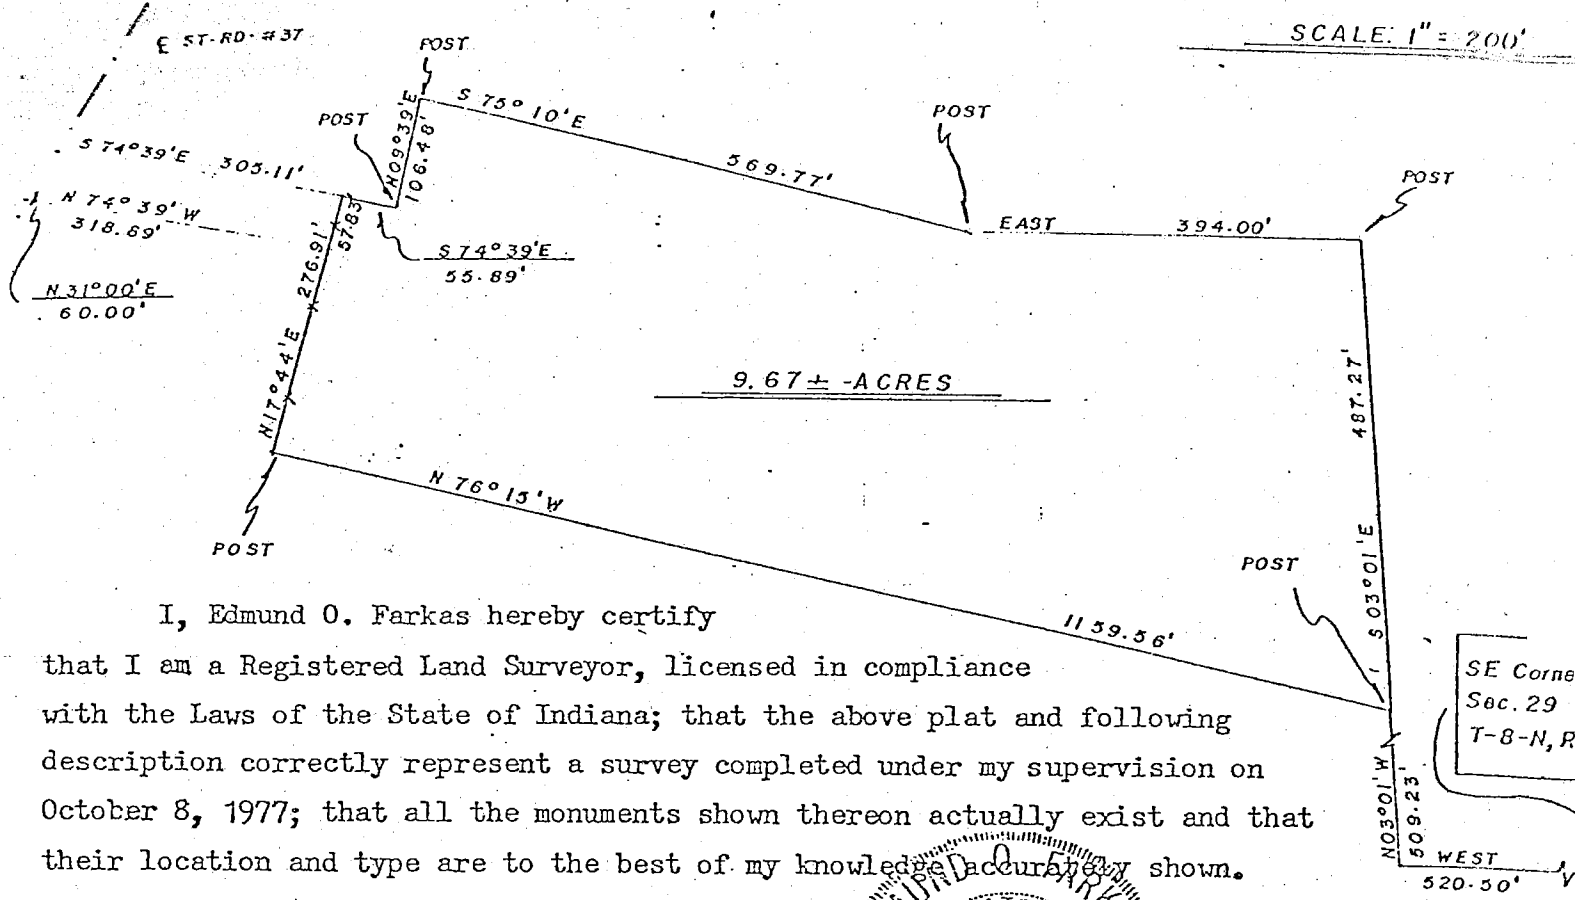 ℄ ST-RD-#37
SCALE: 1" = 200'
POST
S 75° 10' E
POST
POST
N 09° 39' E
106.48'
569.77'
POST
S 74° 39' E 305.11'
N 74° 39' W
318.69'
57.83'
276.91'
EAST 394.00'
S 74° 39' E
55.89'
N 31° 00' E
60.00'
N 17° 44' E
9.67 ± -ACRES
487.27'
N 76° 15' W
S 03° 01' E
POST
POST
1159.56'
I, Edmund O. Farkas hereby certify
that I am a Registered Land Surveyor, licensed in compliance
with the Laws of the State of Indiana; that the above plat and following
description correctly represent a survey completed under my supervision on
October 8, 1977; that all the monuments shown thereon actually exist and that
their location and type are to the best of my knowledge accurately shown.
SE Corne
Sec. 29
T-8-N, R
N 03° 01' W
509.23'
WEST
520.50'